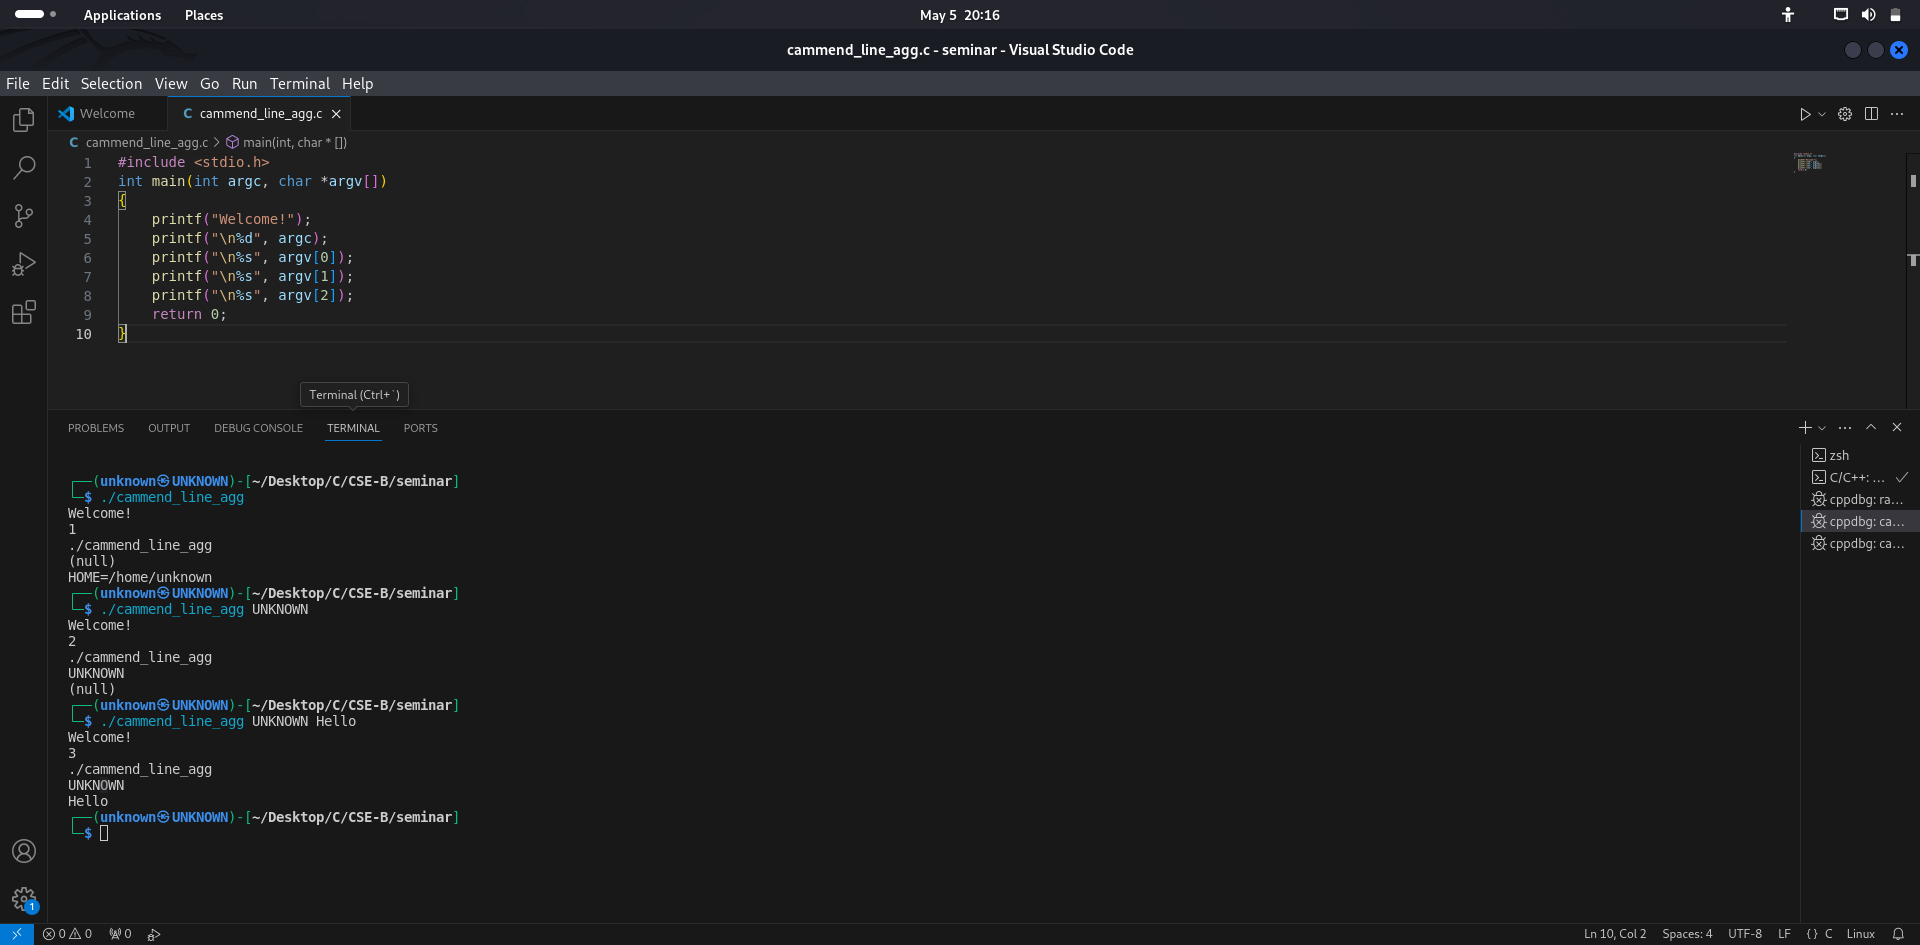 Applications Places May 5 20:16
cammend_line_agg.c - seminar - Visual Studio Code
File Edit Selection View Go Run Terminal Help
Welcome C cammend_line_agg.c
C cammend_line_agg.c > main(int, char * [])
1 #include <stdio.h>
2 int main(int argc, char *argv[])
3 {
4 printf("Welcome!");
5 printf("\n%d", argc);
6 printf("\n%s", argv[0]);
7 printf("\n%s", argv[1]);
8 printf("\n%s", argv[2]);
9 return 0;
10 }
Terminal (Ctrl+`)
PROBLEMS OUTPUT DEBUG CONSOLE TERMINAL PORTS
zsh
C/C++: ...
cppdbg: ra...
cppdbg: ca...
cppdbg: ca...
┌──(unknown㉿UNKNOWN)-[~/Desktop/C/CSE-B/seminar]
└─$ ./cammend_line_agg
Welcome!
1
./cammend_line_agg
(null)
HOME=/home/unknown
┌──(unknown㉿UNKNOWN)-[~/Desktop/C/CSE-B/seminar]
└─$ ./cammend_line_agg UNKNOWN
Welcome!
2
./cammend_line_agg
UNKNOWN
(null)
┌──(unknown㉿UNKNOWN)-[~/Desktop/C/CSE-B/seminar]
└─$ ./cammend_line_agg UNKNOWN Hello
Welcome!
3
./cammend_line_agg
UNKNOWN
Hello
┌──(unknown㉿UNKNOWN)-[~/Desktop/C/CSE-B/seminar]
└─$
1
0 0 0 Ln 10, Col 2 Spaces: 4 UTF-8 LF {} C Linux